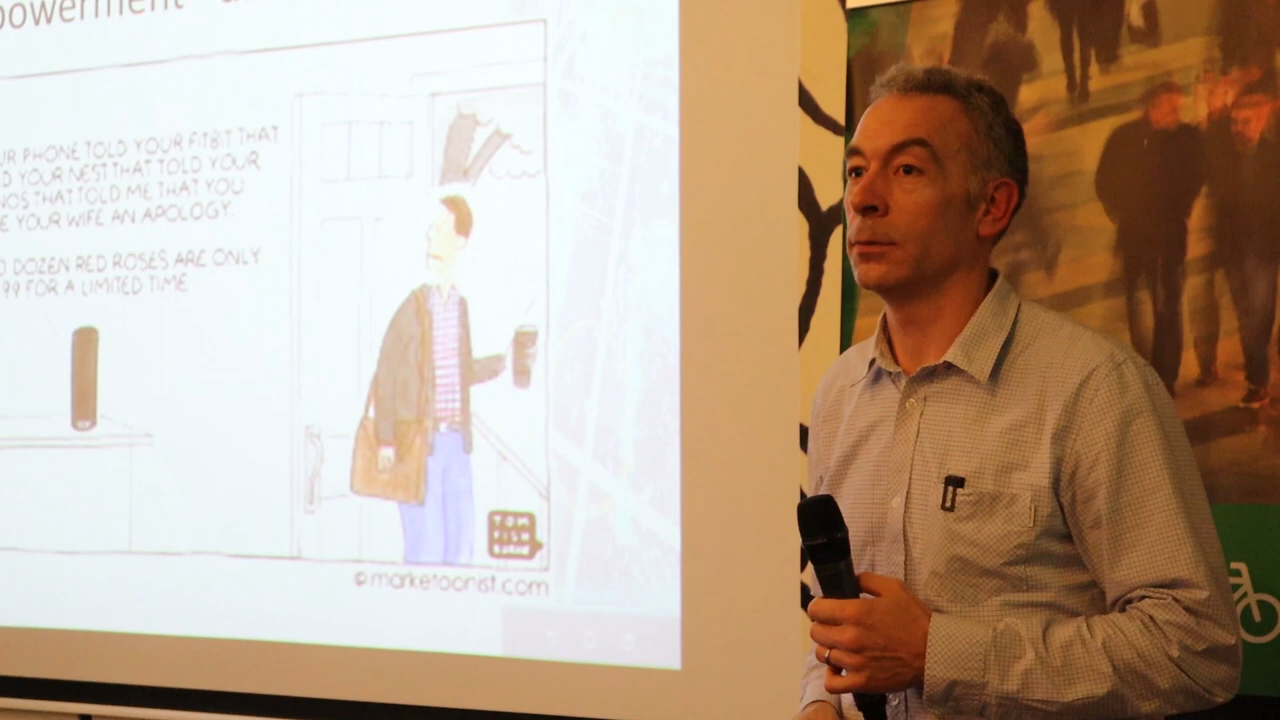 powerment
UR PHONE TOLD YOUR FITBIT THAT
D YOUR NEST THAT TOLD YOUR
NOS THAT TOLD ME THAT YOU
E YOUR WIFE AN APOLOGY.
O DOZEN RED ROSES ARE ONLY
99 FOR A LIMITED TIME
TOM
FISH
BURNE
© marketoonist.com